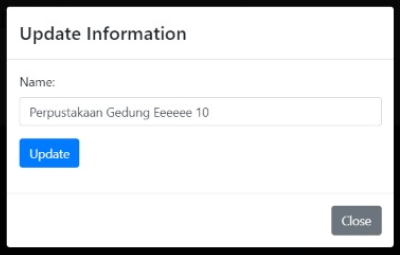 Update Information
Name:
Perpustakaan Gedung Eeeeee 10
Update
Close